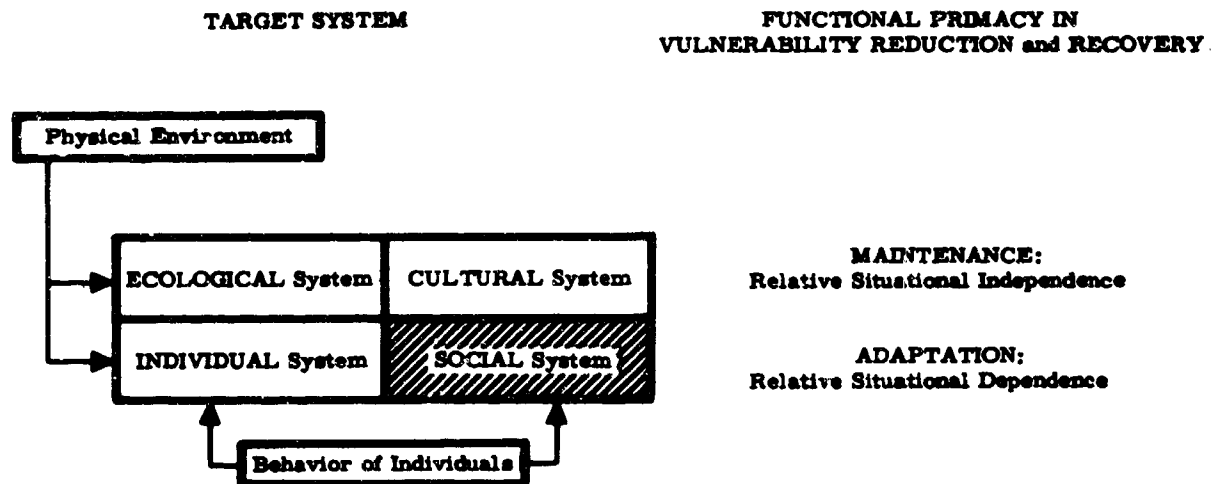 TARGET SYSTEM
FUNCTIONAL PRIMACY IN
VULNERABILITY REDUCTION and RECOVERY
Physical Environment
ECOLOGICAL System
CULTURAL System
MAINTENANCE:
Relative Situational Independence
INDIVIDUAL System
SOCIAL System
ADAPTATION:
Relative Situational Dependence
Behavior of Individuals